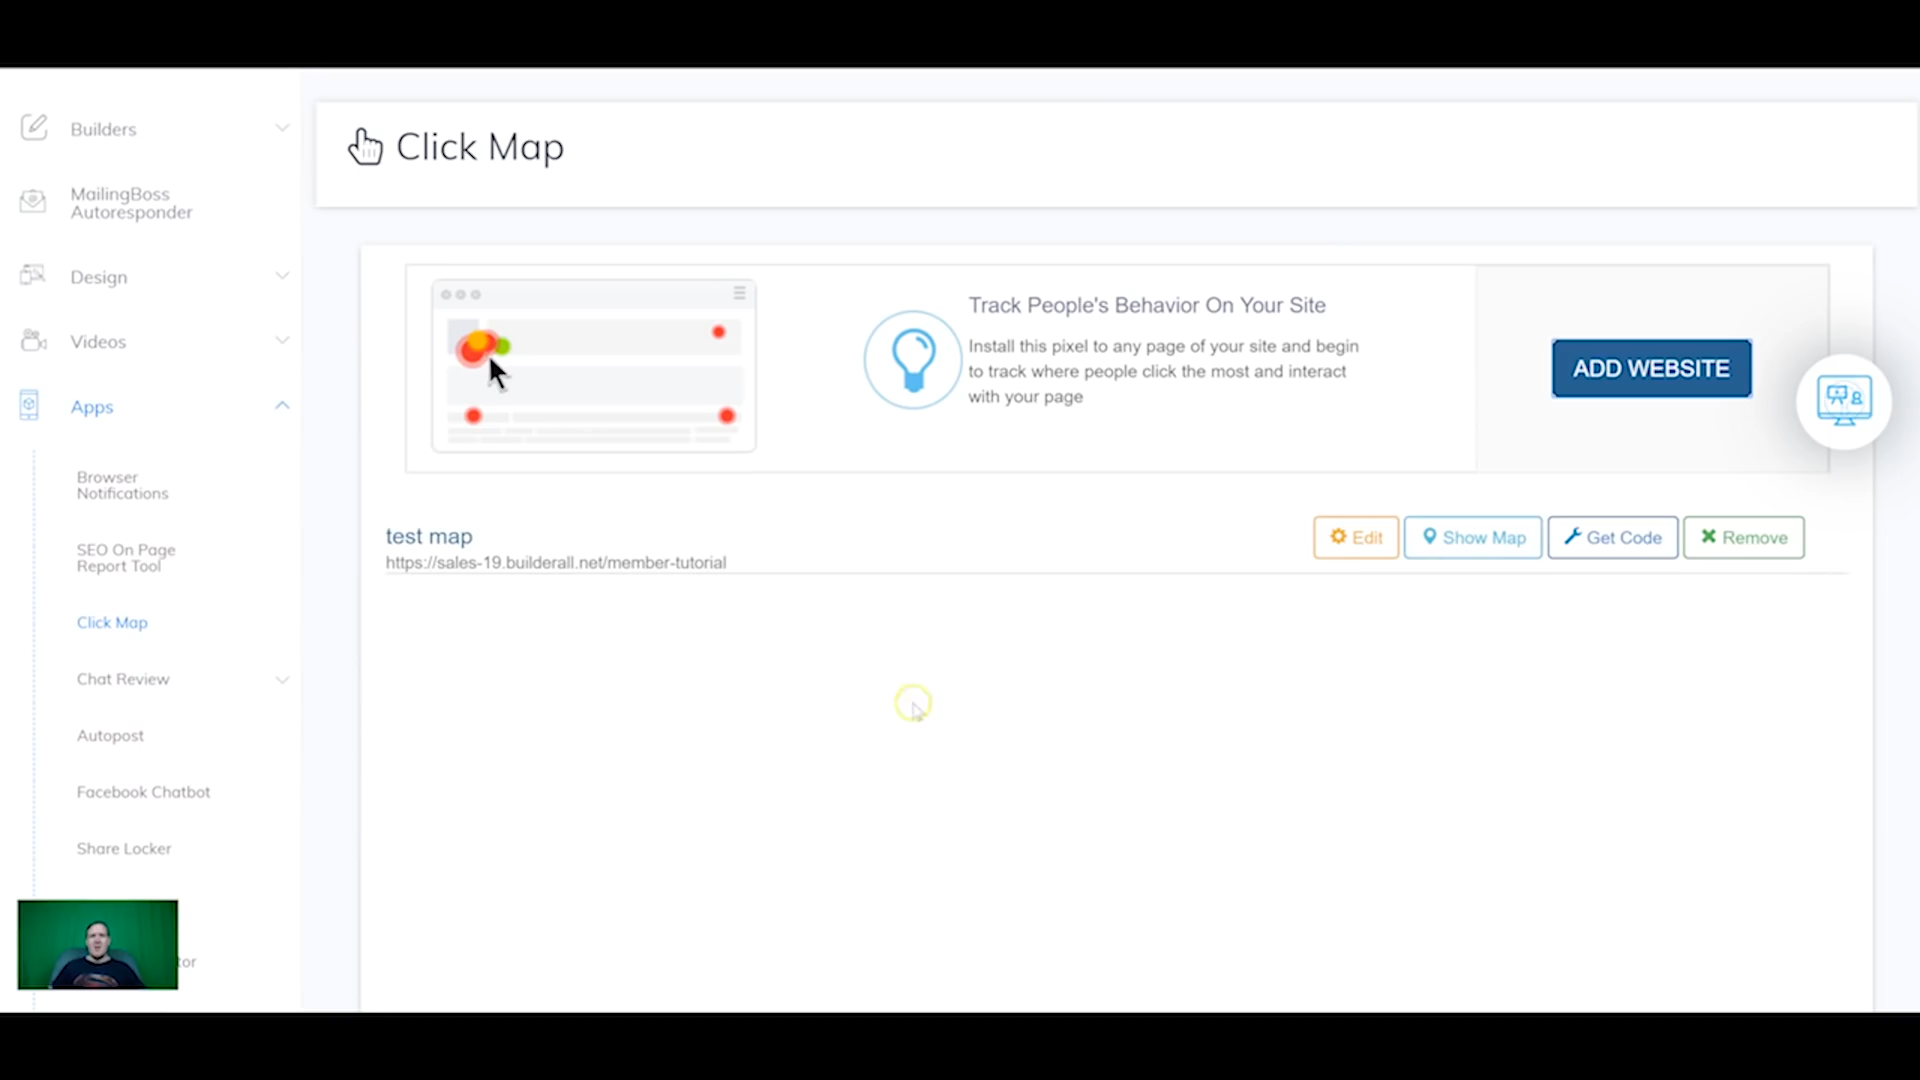 Builders
MailingBoss
Autoresponder
Design
Videos
Apps
Browser
Notifications
SEO On Page
Report Tool
Click Map
Chat Review
Autopost
Facebook Chatbot
Share Locker
tor
Click Map
Track People's Behavior On Your Site
Install this pixel to any page of your site and begin
to track where people click the most and interact
with your page
ADD WEBSITE
test map
https://sales-19.builderall.net/member-tutorial
Edit
Show Map
Get Code
Remove